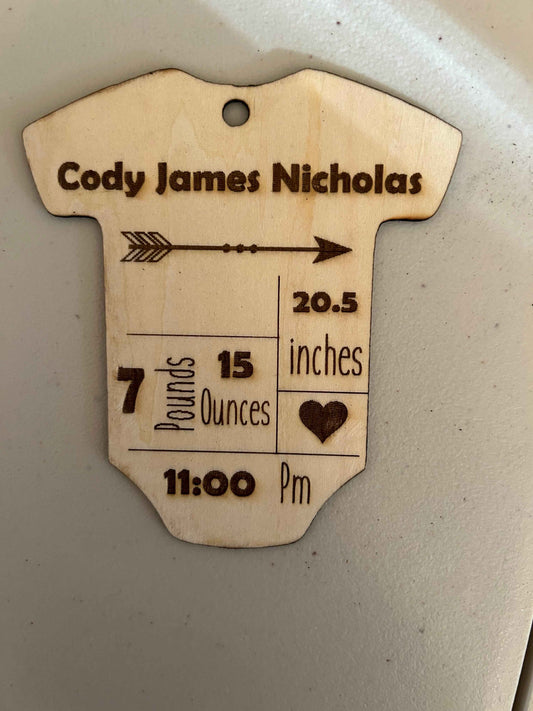 Cody James Nicholas
20.5
inches
7 Pounds
15
Ounces
11:00 Pm